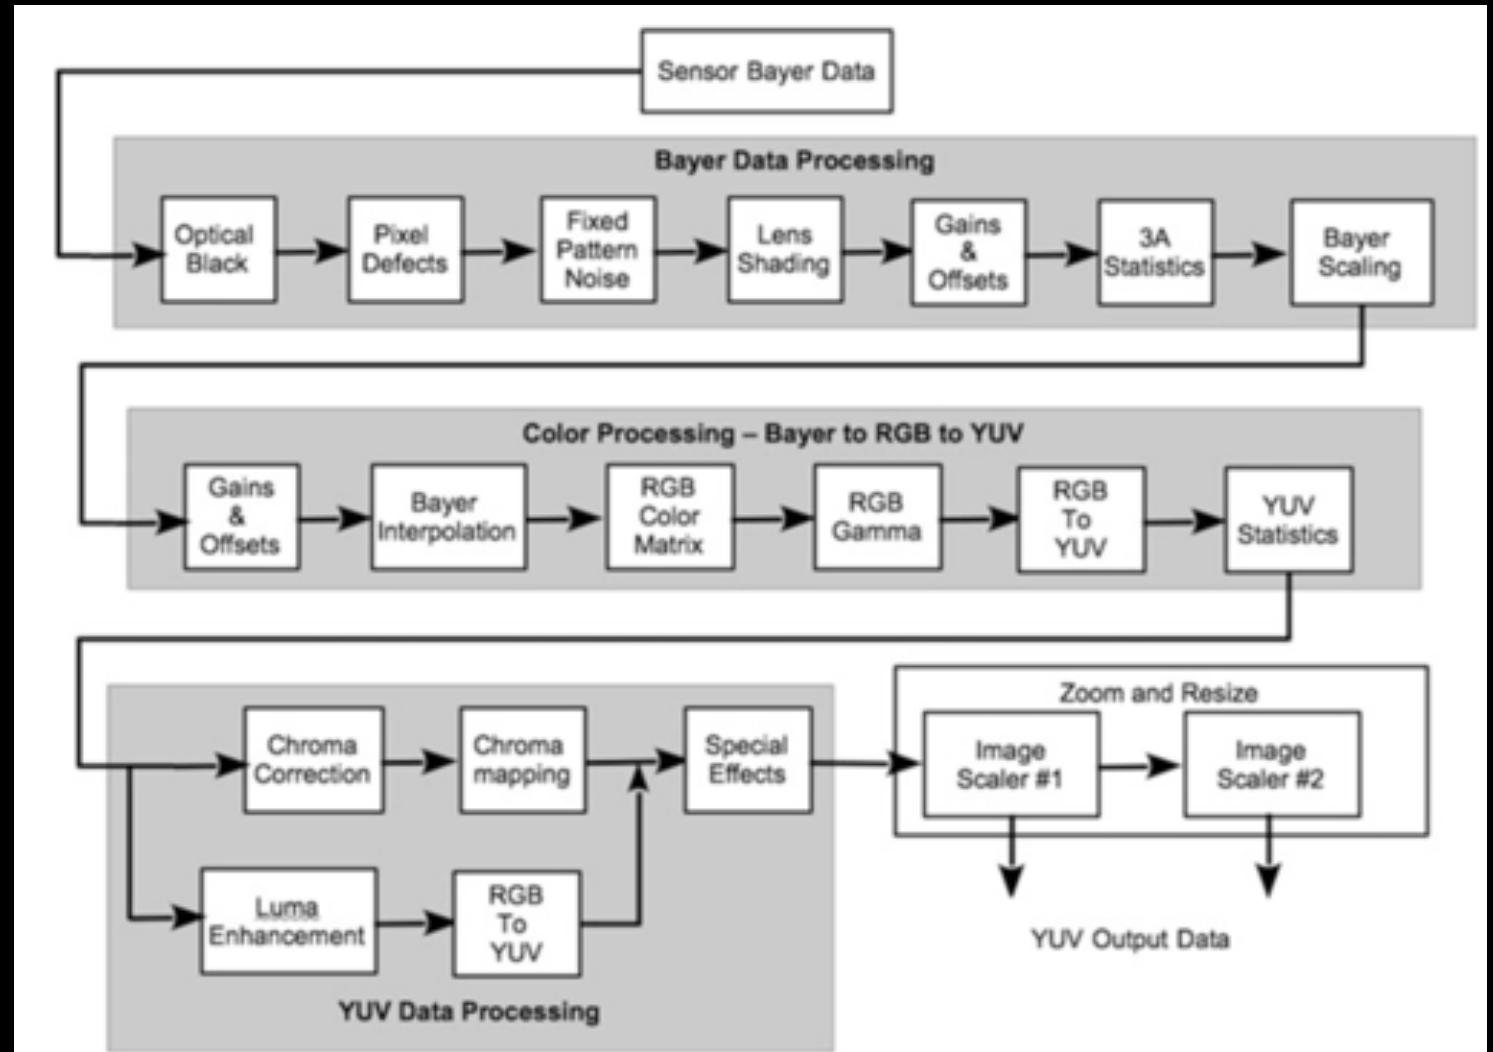 Sensor Bayer Data
Bayer Data Processing
Optical
Black
Pixel
Defects
Fixed
Pattern
Noise
Lens
Shading
Gains
&
Offsets
3A
Statistics
Bayer
Scaling
Color Processing – Bayer to RGB to YUV
Gains
&
Offsets
Bayer
Interpolation
RGB
Color
Matrix
RGB
Gamma
RGB
To
YUV
YUV
Statistics
Chroma
Correction
Chroma
mapping
Special
Effects
Zoom and Resize
Image
Scaler #1
Image
Scaler #2
Luma
Enhancement
RGB
To
YUV
YUV Output Data
YUV Data Processing